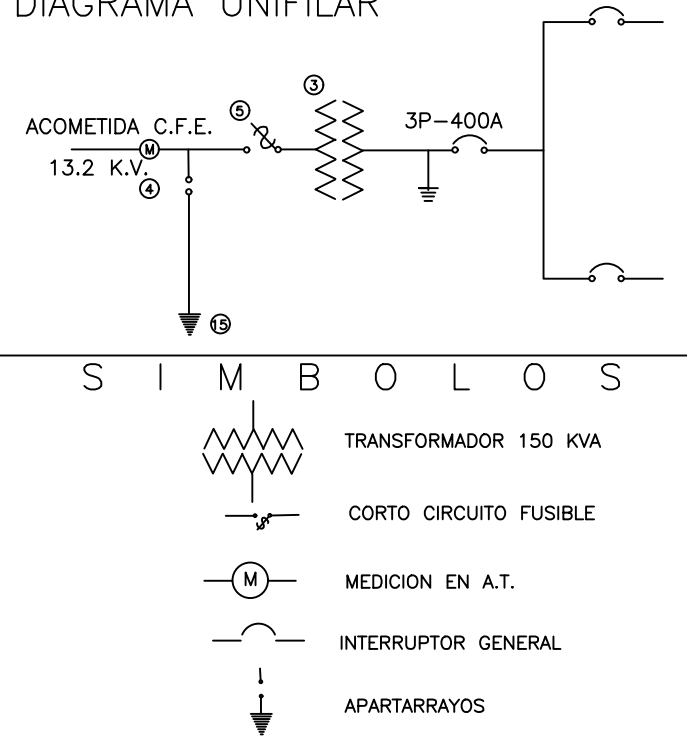 DIAGRAMA UNIFILAR
3
5
3P-400A
ACOMETIDA C.F.E.
M
13.2 K.V.
4
15
SIMBOLOS
TRANSFORMADOR 150 KVA
CORTO CIRCUITO FUSIBLE
M
MEDICION EN A.T.
INTERRUPTOR GENERAL
APARTARRAYOS